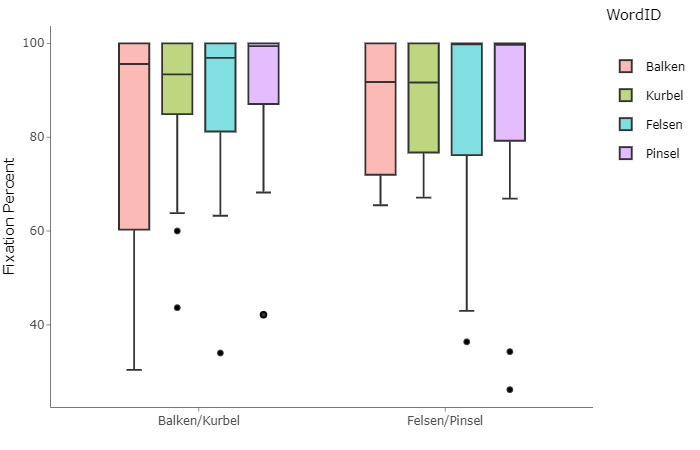 WordID
Balken
Kurbel
Felsen
Pinsel
Fixation Percent
100
80
60
40
Balken/Kurbel
Felsen/Pinsel